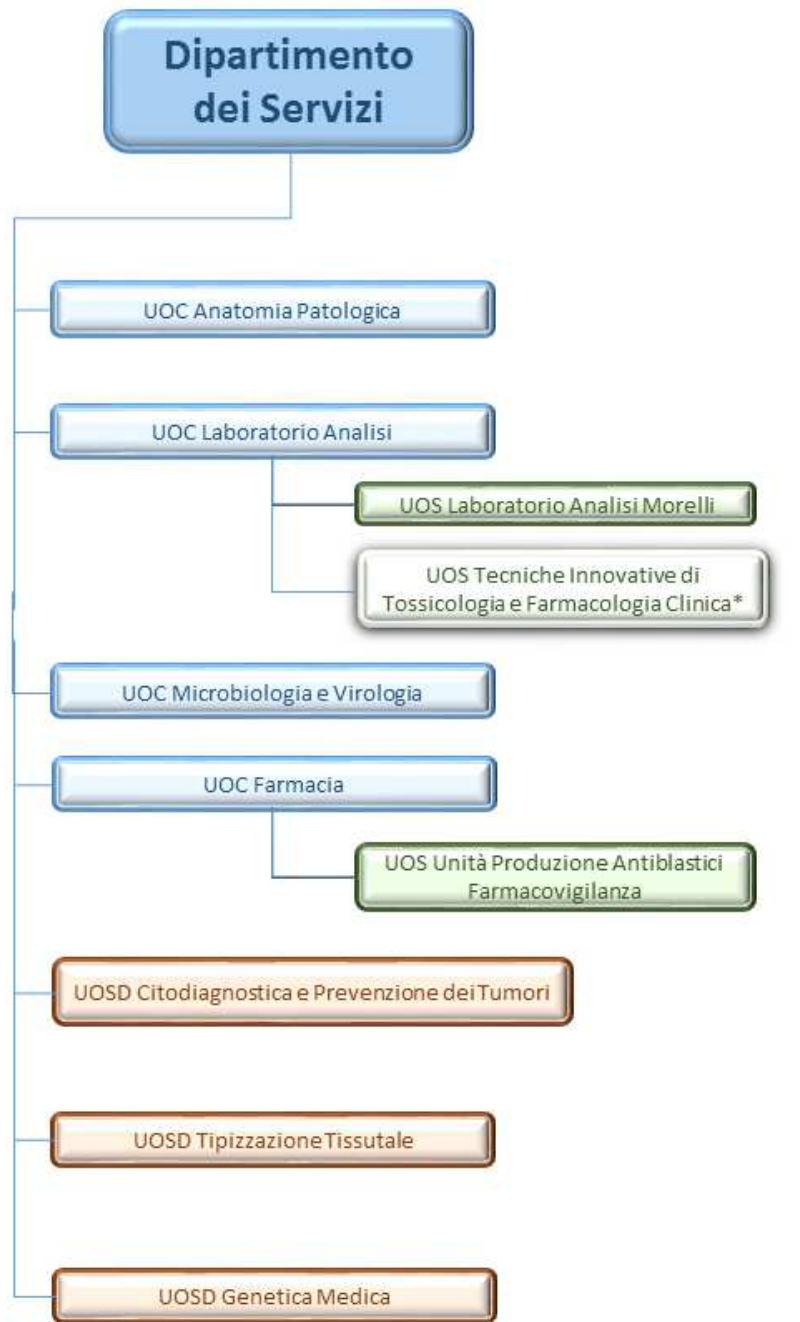 Dipartimento
dei Servizi
UOC Anatomia Patologica
UOC Laboratorio Analisi
UOS Laboratorio Analisi Morelli
UOS Tecniche Innovative di
Tossicologia e Farmacologia Clinica*
UOC Microbiologia e Virologia
UOC Farmacia
UOS Unità Produzione Antiblastici
Farmacovigilanza
UOSD Citodiagnostica e Prevenzione dei Tumori
UOSD Tipizzazione Tissutale
UOSD Genetica Medica